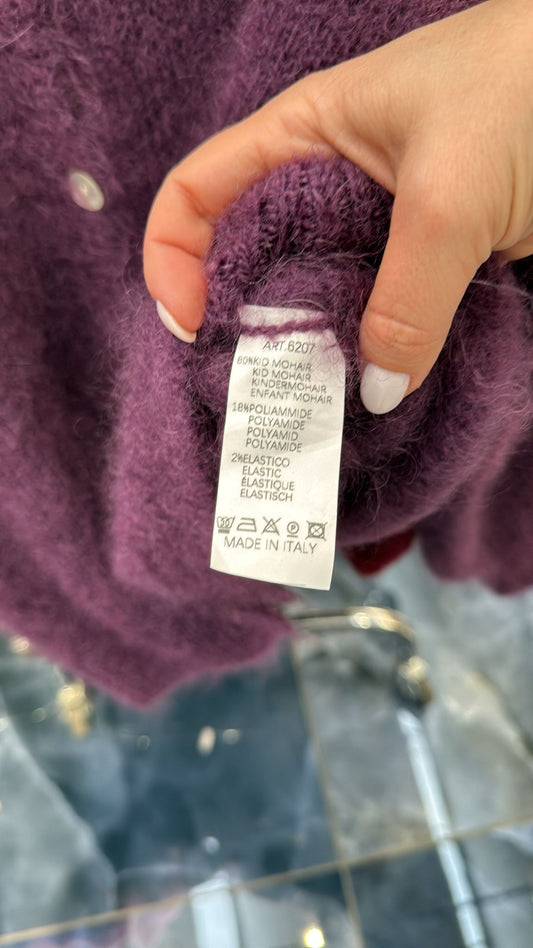 ART.6207
80%KID MOHAIR
KID MOHAIR
KINDERMOHAIR
ENFANT MOHAIR
18%POLIAMMIDE
POLYAMIDE
POLYAMID
POLYAMIDE
2%ELASTICO
ELASTIC
ÉLASTIQUE
ELASTISCH
MADE IN ITALY